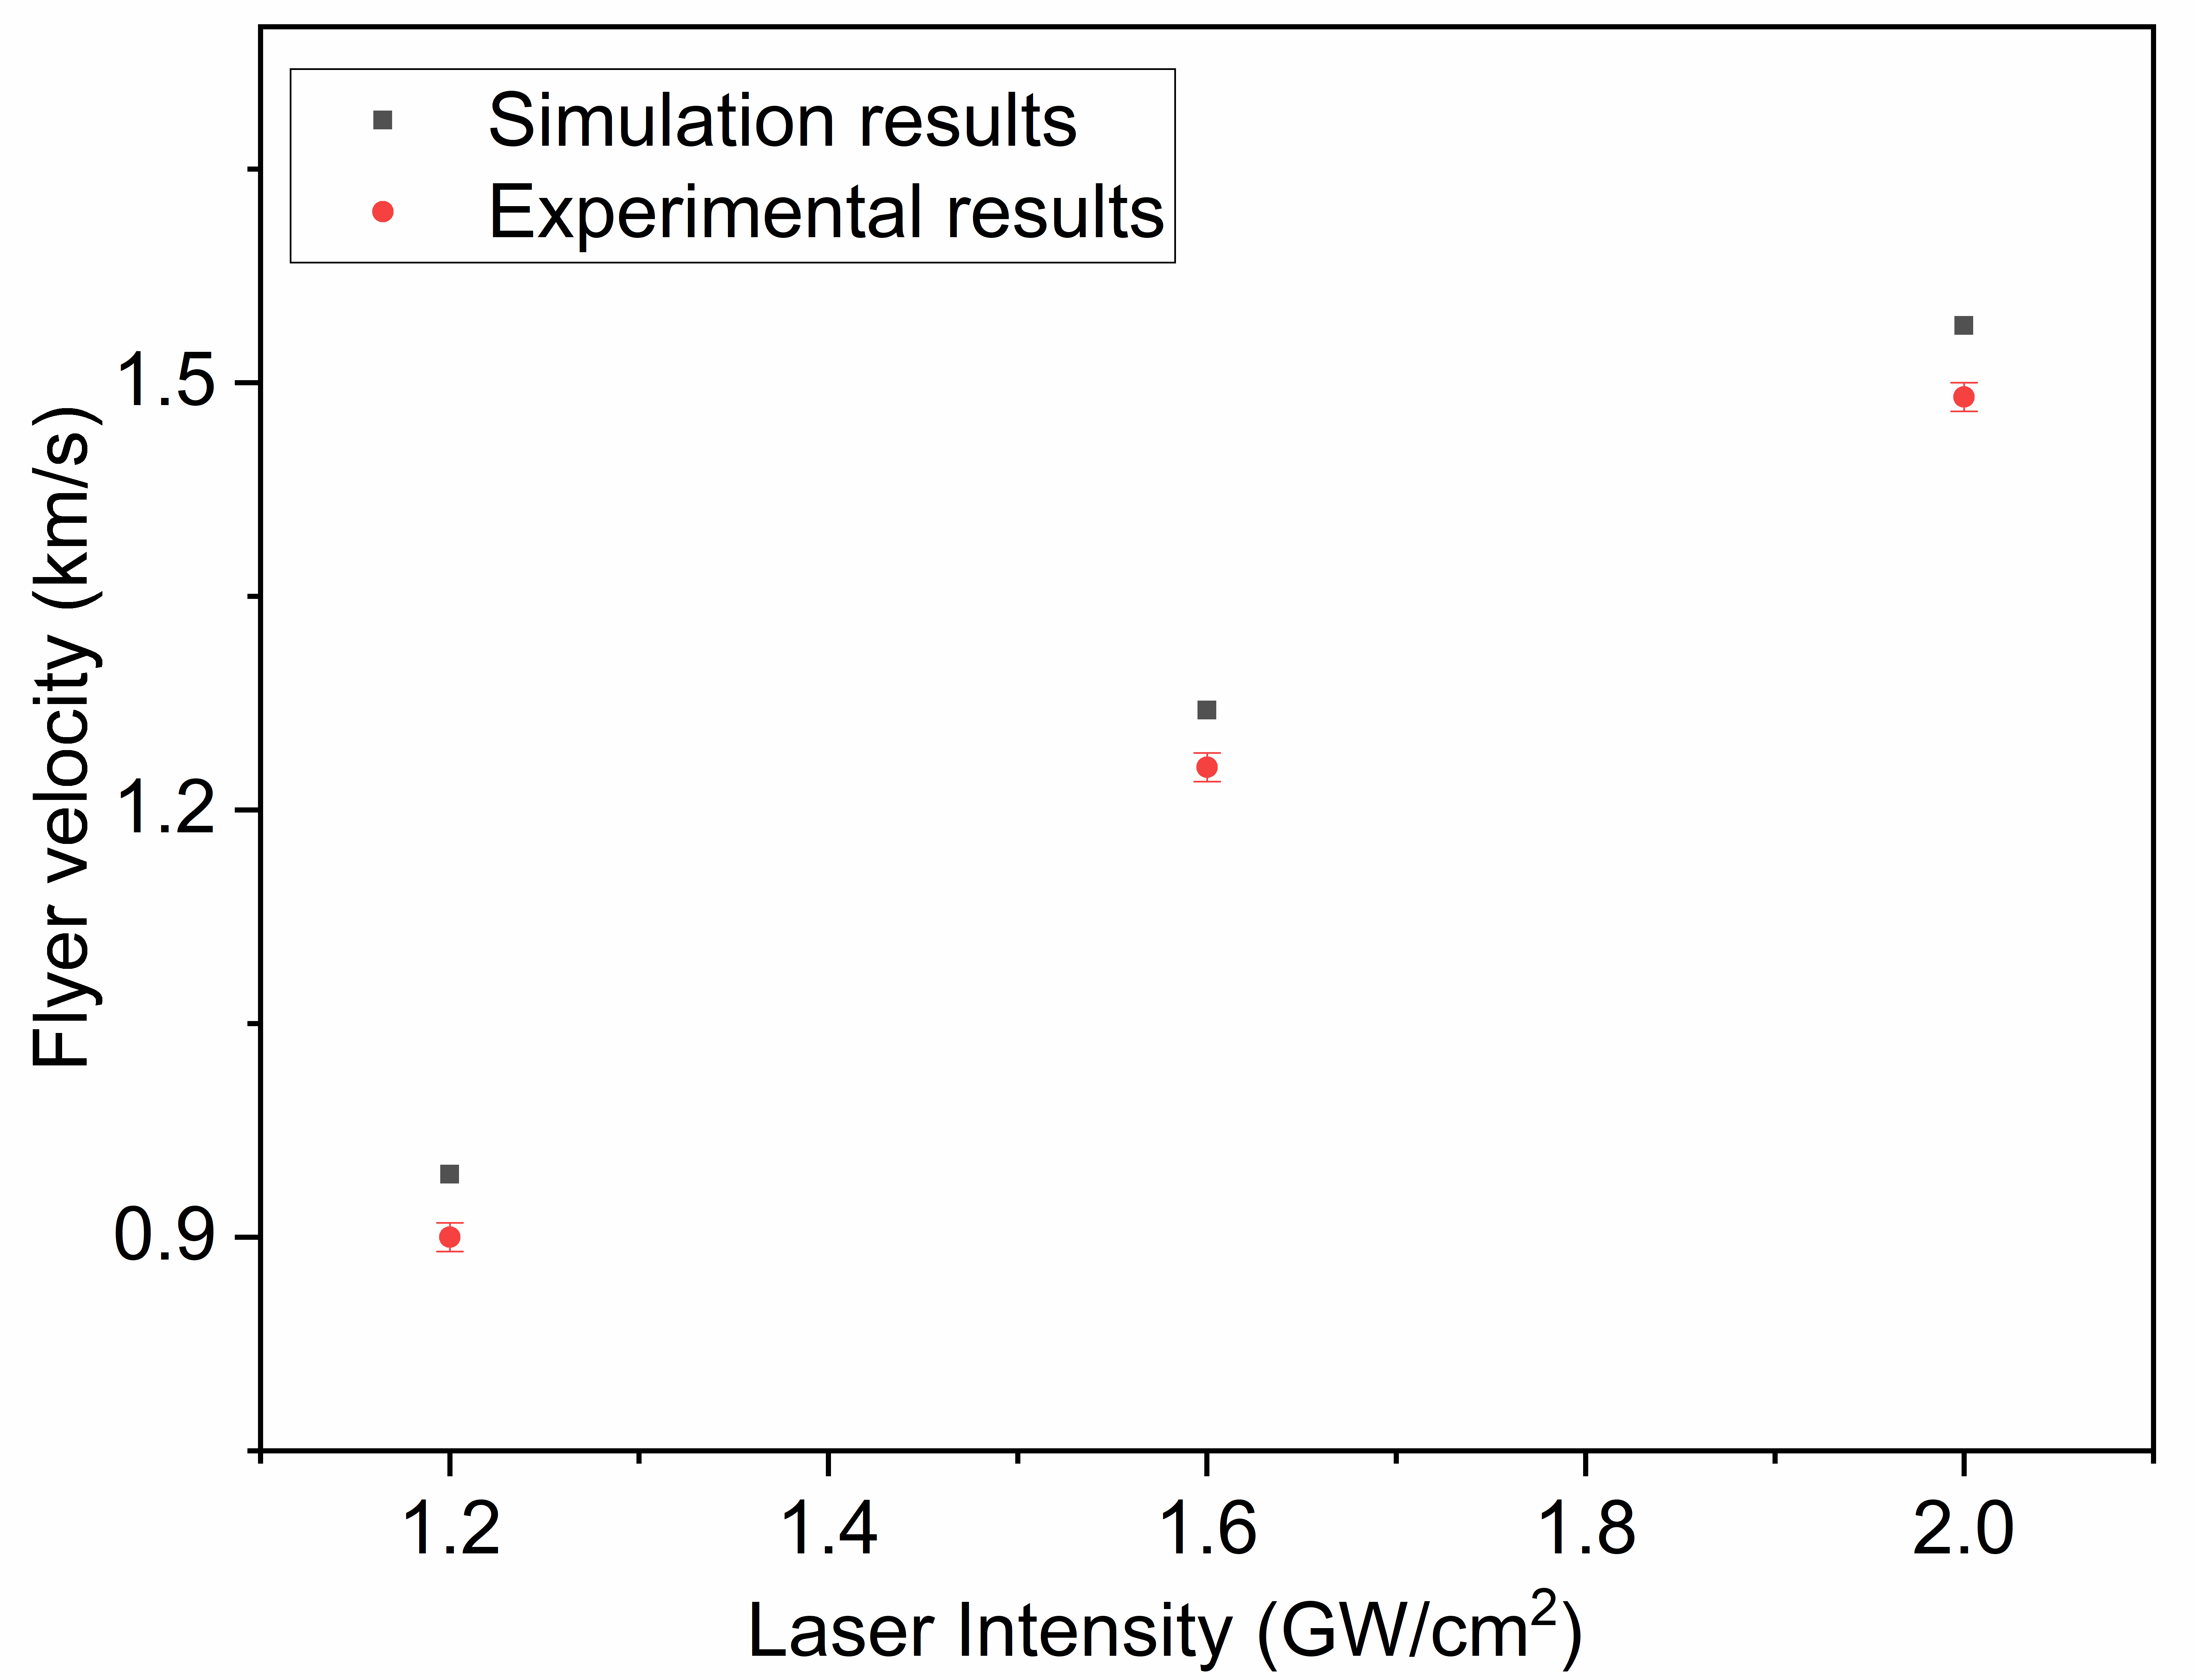 Simulation results
Experimental results
1.5
1.2
0.9
Flyer velocity (km/s)
1.2 1.4 1.6 1.8 2.0
Laser Intensity (GW/cm²)